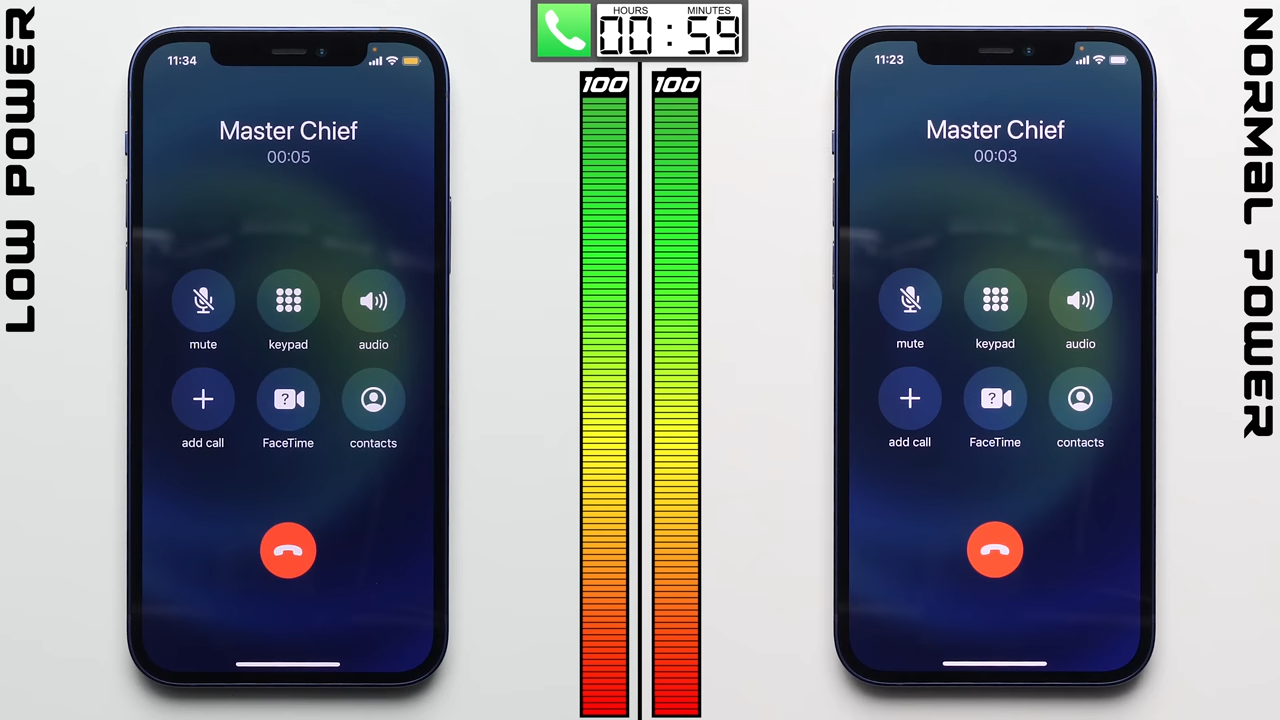 LOW POWER
11:34
Master Chief
00:05
mute
keypad
audio
?
add call
FaceTime
contacts
HOURS
MINUTES
00:59
100
100
11:23
Master Chief
00:03
mute
keypad
audio
?
add call
FaceTime
contacts
NORMAL POWER